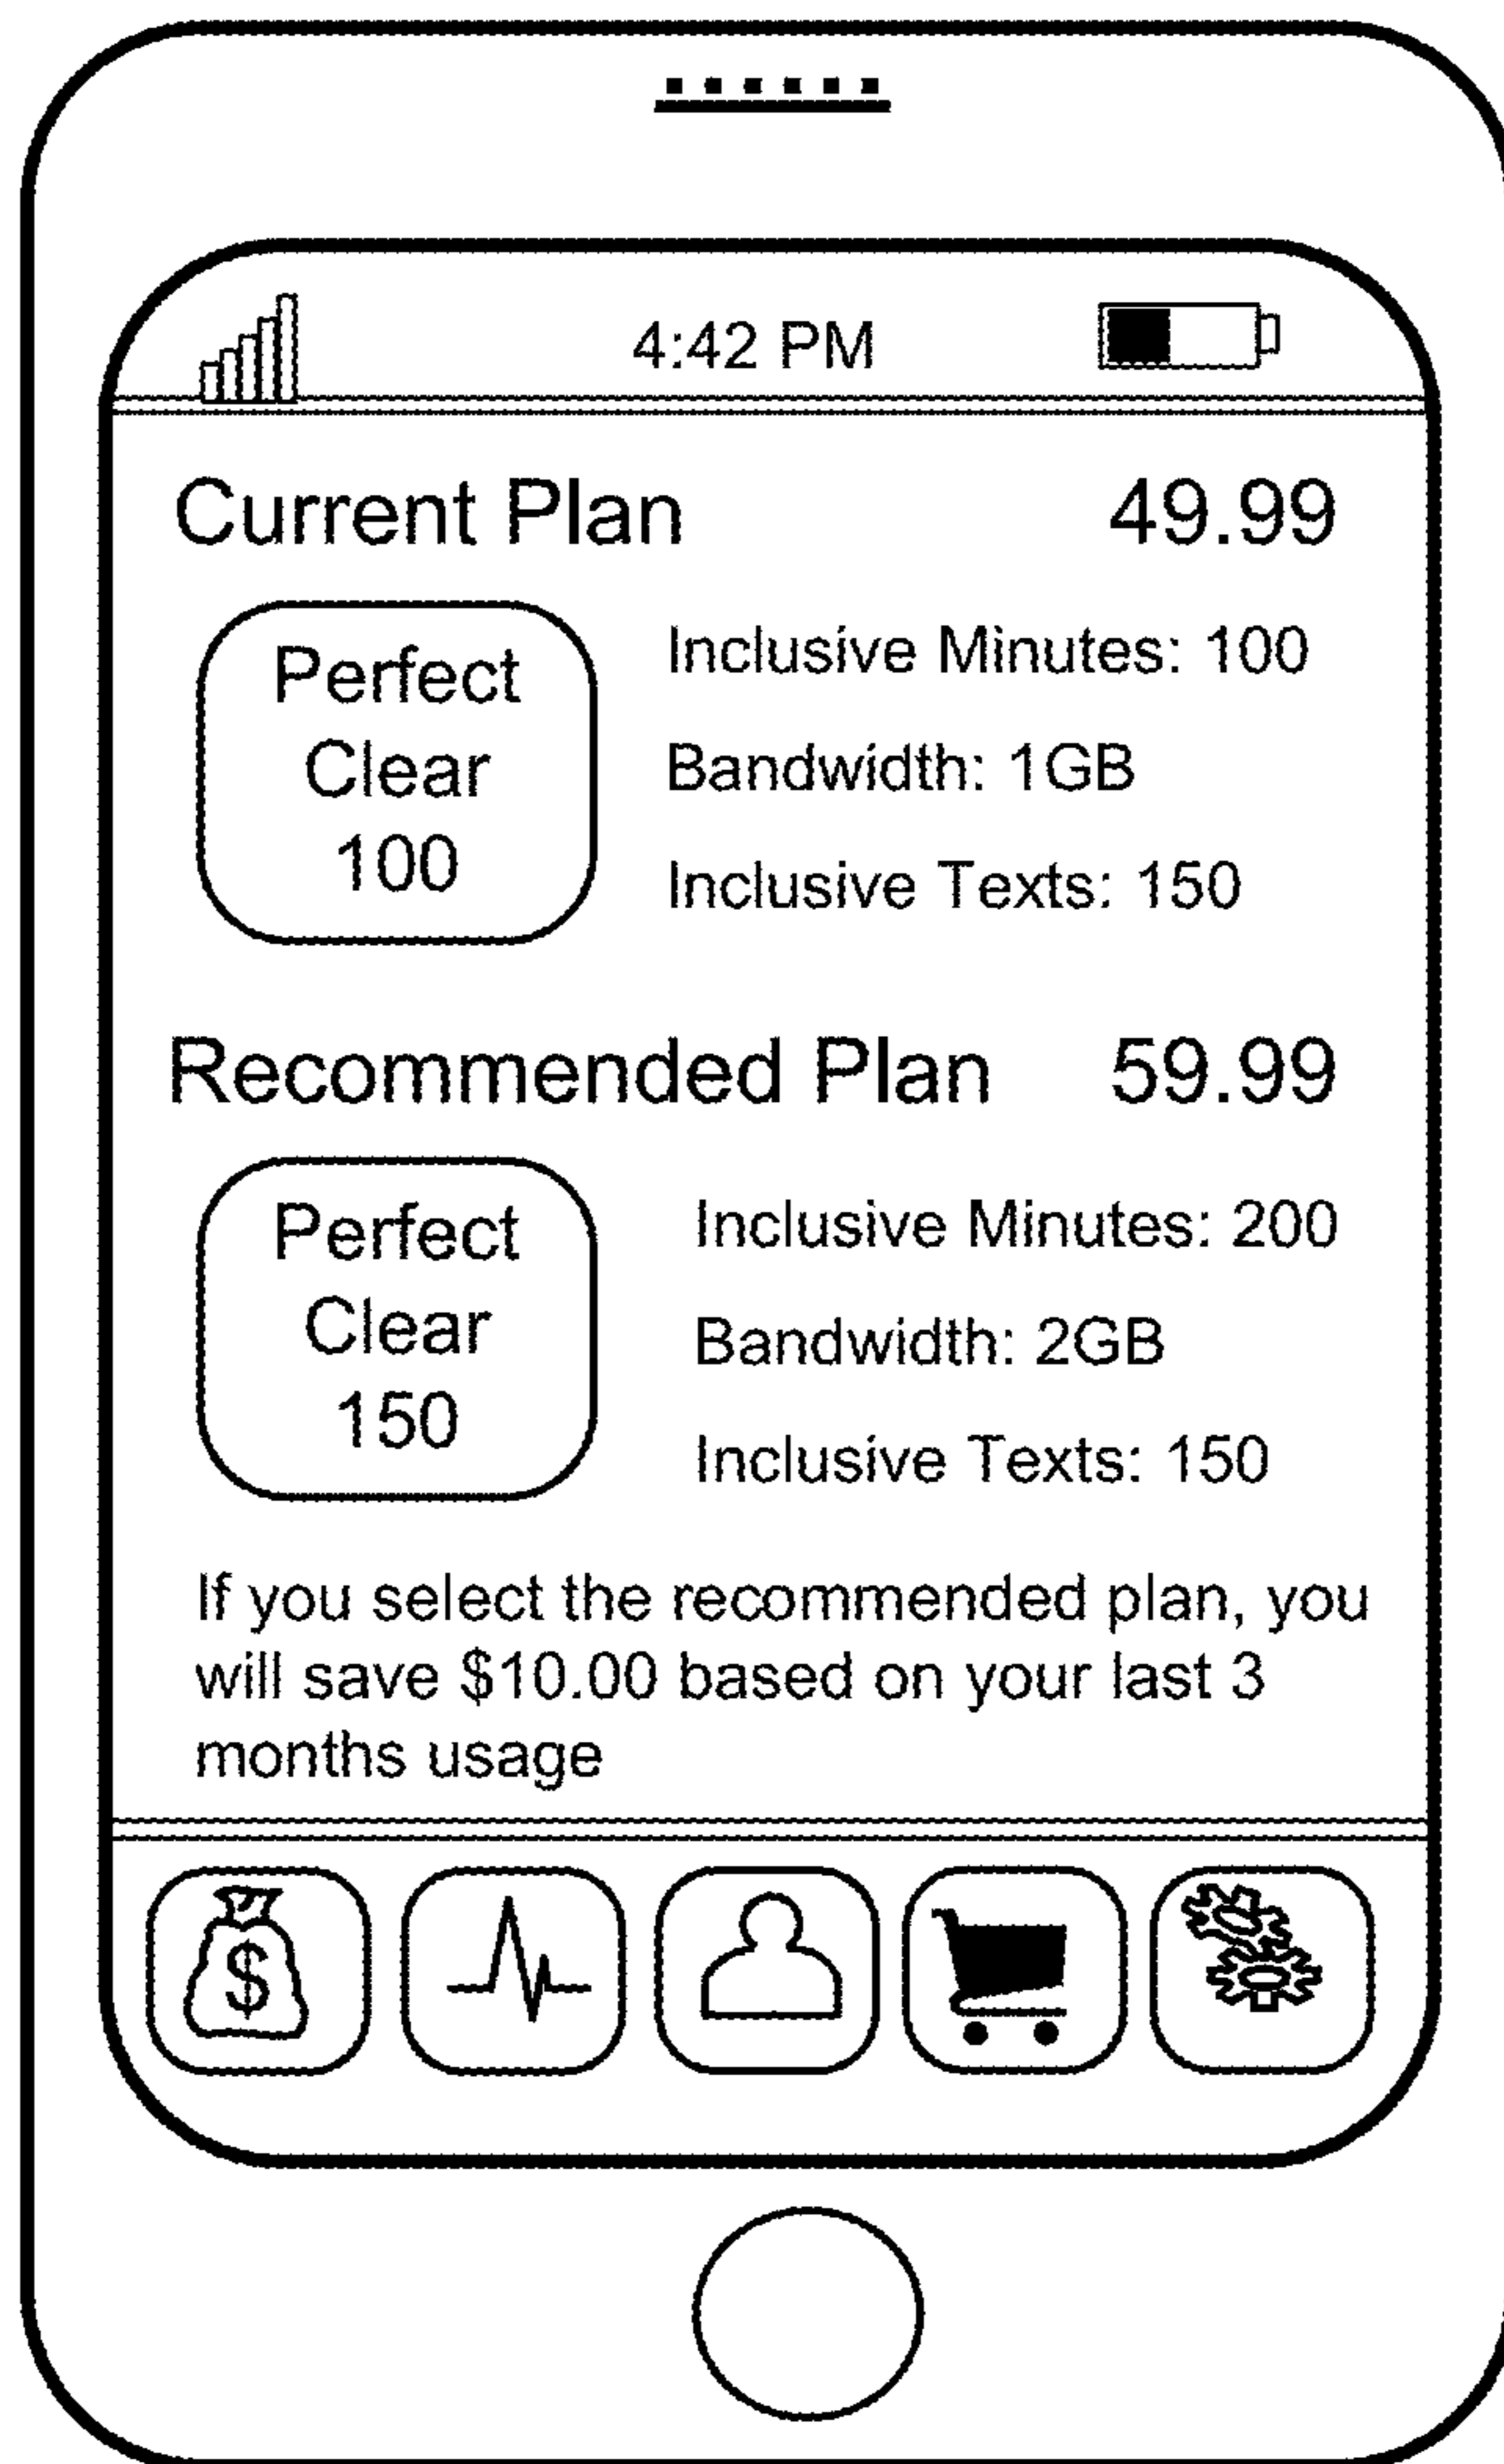 4:42 PM
Current Plan 49.99
Perfect
Clear
100
Inclusive Minutes: 100
Bandwidth: 1GB
Inclusive Texts: 150
Recommended Plan 59.99
Perfect
Clear
150
Inclusive Minutes: 200
Bandwidth: 2GB
Inclusive Texts: 150
If you select the recommended plan, you
will save $10.00 based on your last 3
months usage
$